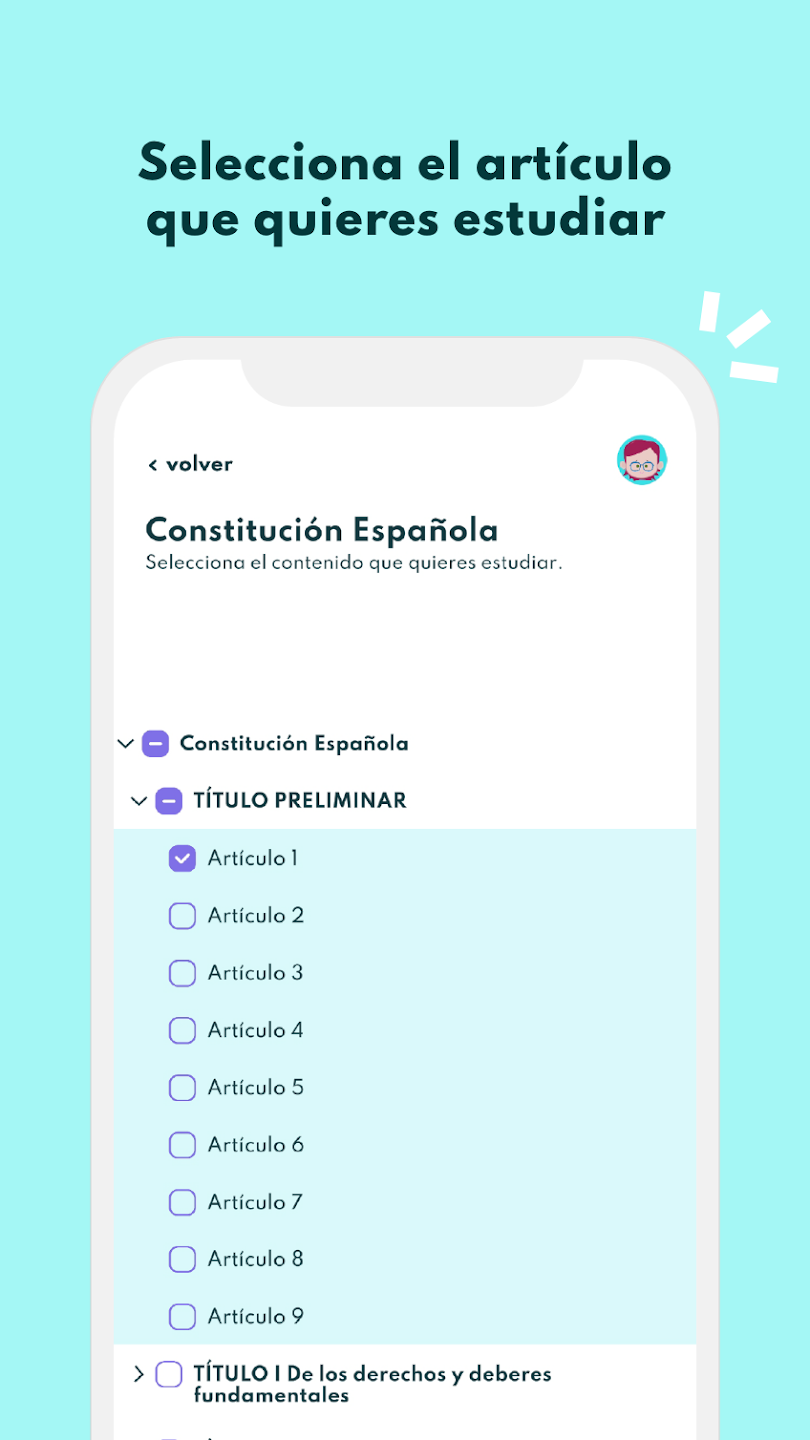 Selecciona el artículo
que quieres estudiar
< volver
Constitución Española
Selecciona el contenido que quieres estudiar.
Constitución Española
TÍTULO PRELIMINAR
Artículo 1
Artículo 2
Artículo 3
Artículo 4
Artículo 5
Artículo 6
Artículo 7
Artículo 8
Artículo 9
TÍTULO I De los derechos y deberes
fundamentales